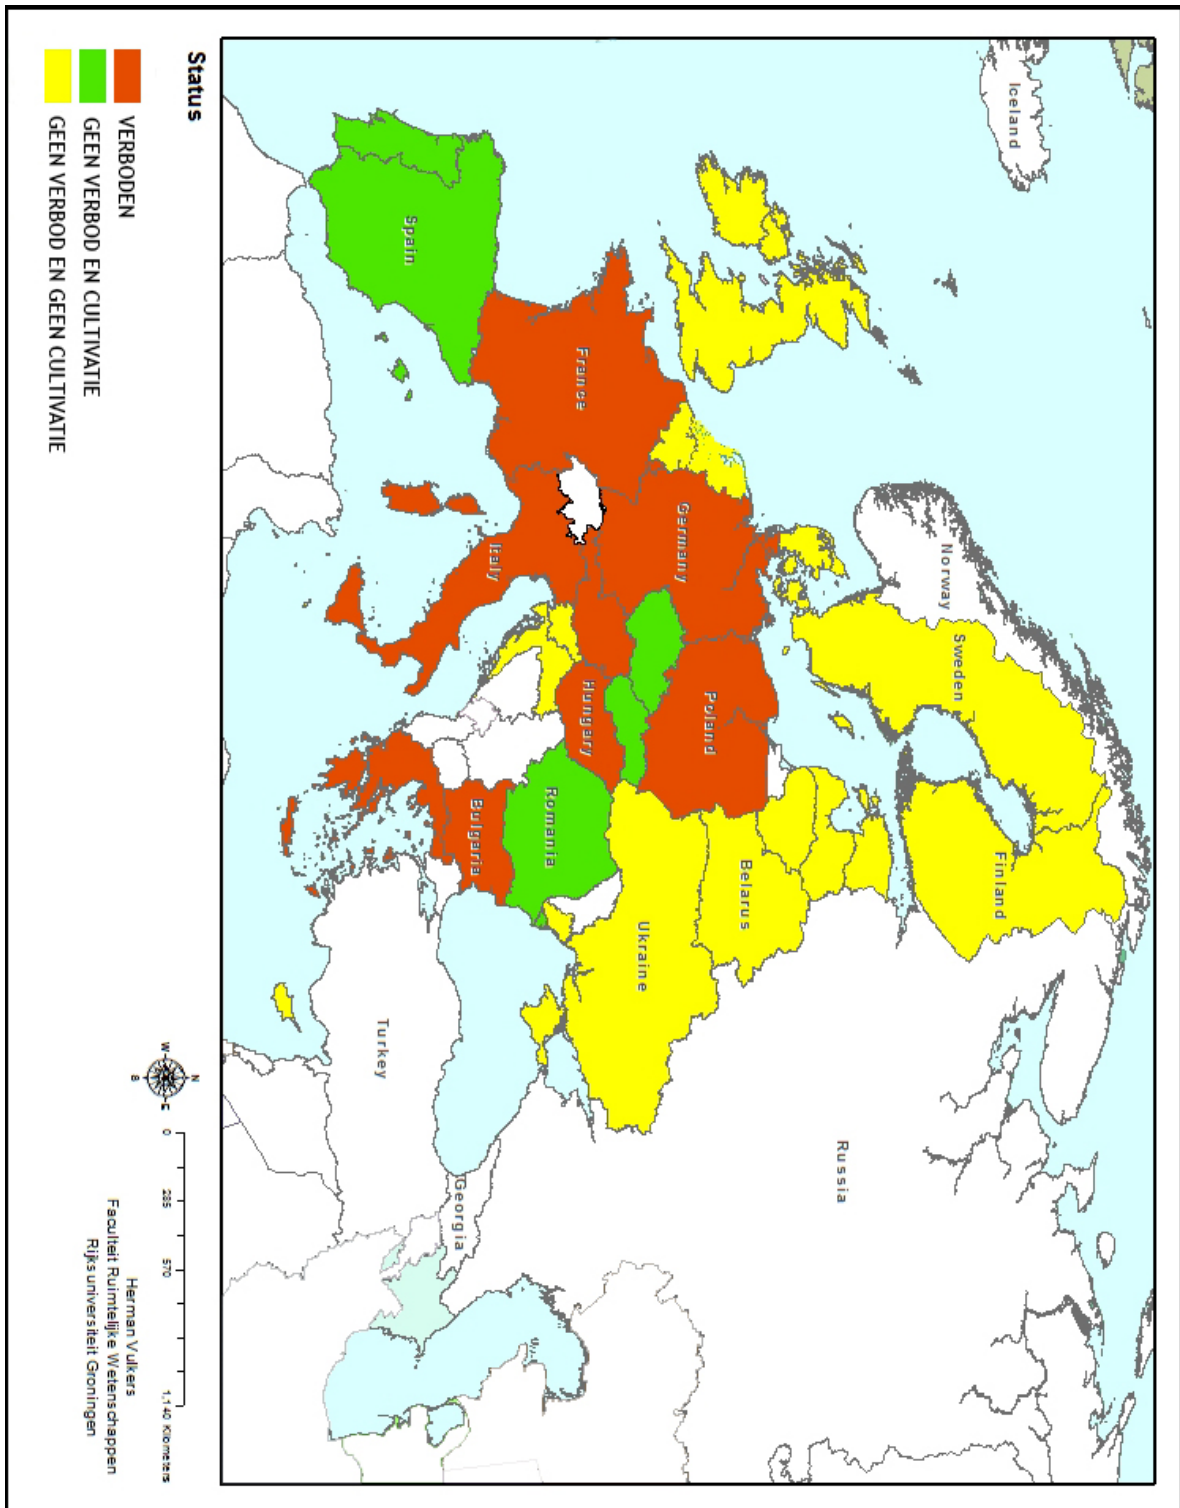 Iceland
Norway
Sweden
Finland
Russia
Belarus
Poland
Germany
Ukraine
France
Hungary
Romania
Italy
Bulgaria
Spain
Georgia
Turkey
Status
VERBODEN
GEEN VERBOD EN CULTIVATIE
GEEN VERBOD EN GEEN CULTIVATIE
N
W E
S
0 285 570 1,140 Kilometers
Herman Vulkers
Faculteit Ruimtelijke Wetenschappen
Rijksuniversiteit Groningen